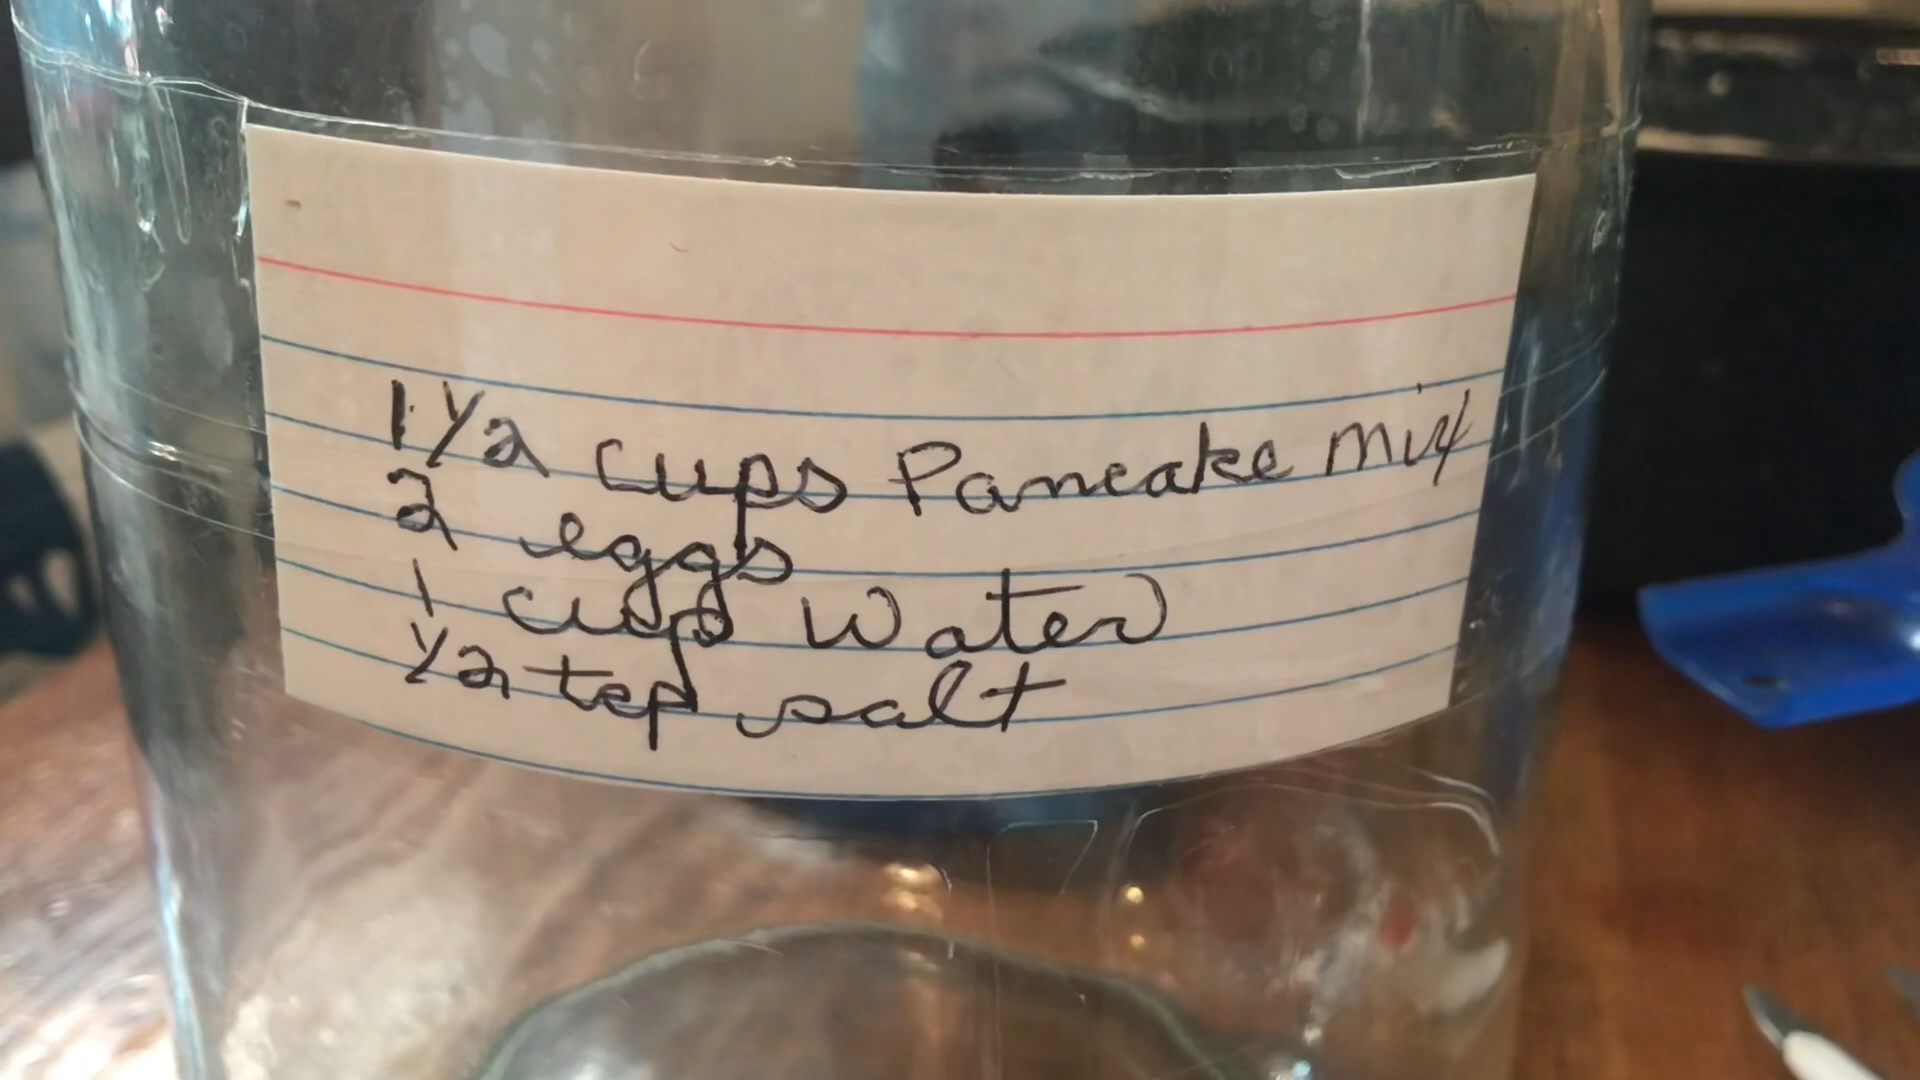 1 1/2 cups Pancake mix
2 eggs
1 cup Water
1/2 tsp salt